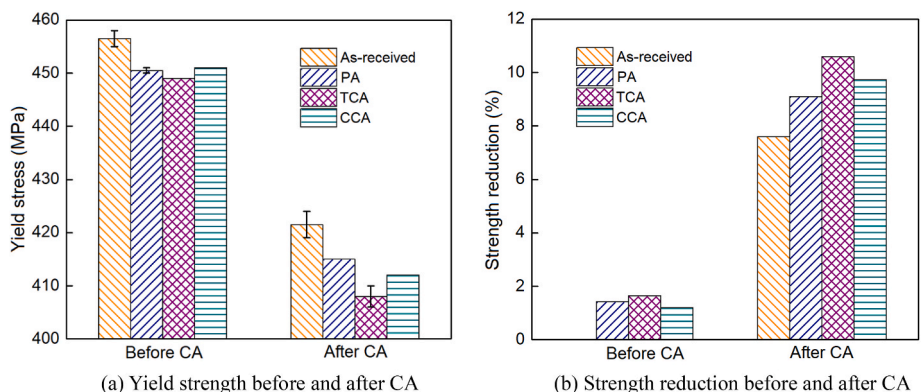 460
450
440
430
420
410
400
Yield stress (MPa)
As-received
PA
TCA
CCA
Before CA
After CA
(a) Yield strength before and after CA
12
10
8
6
4
2
0
Strength reduction (%)
As-received
PA
TCA
CCA
Before CA
After CA
(b) Strength reduction before and after CA